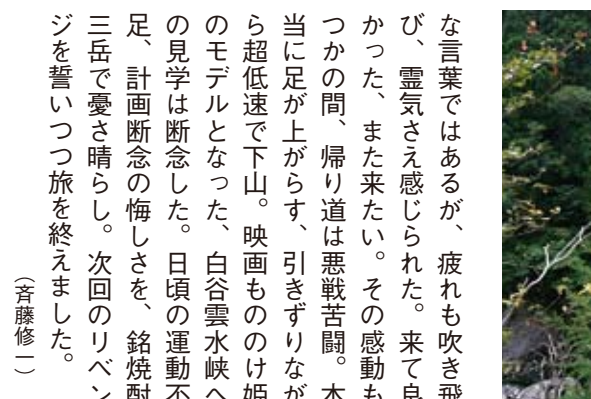 な言葉ではあるが、疲れも吹き飛
び、霊気さえ感じられた。来て良
かった、また来たい。その感動も
つかの間、帰り道は悪戦苦闘。本
当に足が上がらす、引きずりなが
ら超低速で下山。映画もののけ姫
のモデルとなった、白谷雲水峡へ
の見学は断念した。日頃の運動不
足、計画断念の悔しさを、銘焼酎
三岳で憂さ晴らし。次回のリベン
ジを誓いつつ旅を終えました。
（斉藤修一）